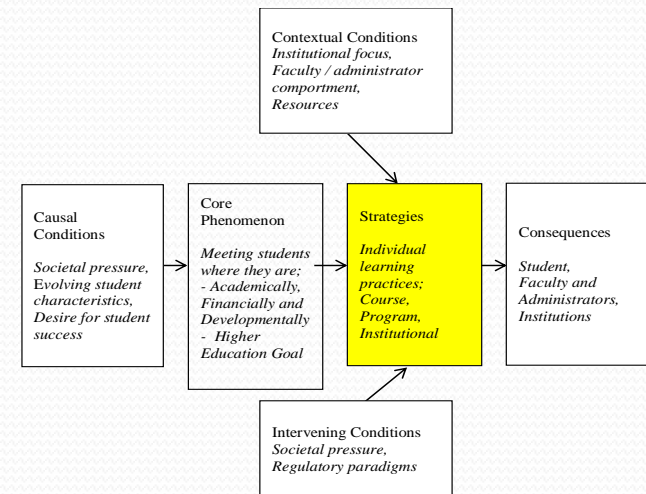 Contextual Conditions
Institutional focus,
Faculty / administrator
comportment,
Resources
Causal
Conditions
Societal pressure,
Evolving student
characteristics,
Desire for student
success
Core
Phenomenon
Meeting students
where they are;
- Academically,
Financially and
Developmentally
- Higher
Education Goal
Strategies
Individual
learning
practices;
Course,
Program,
Institutional
Consequences
Student,
Faculty and
Administrators,
Institutions
Intervening Conditions
Societal pressure,
Regulatory paradigms